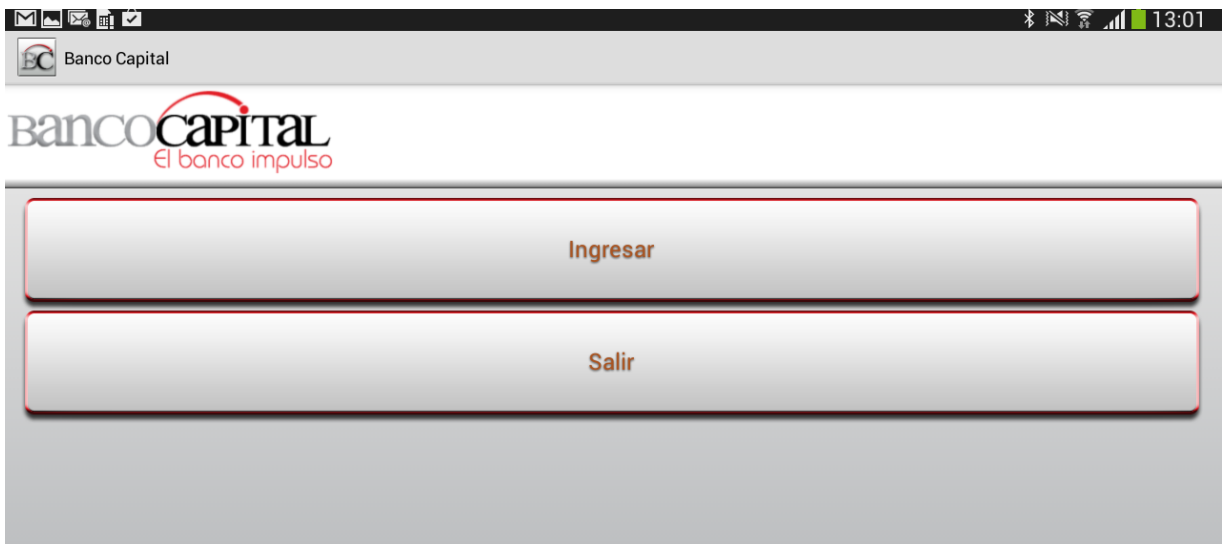 13:01
BC Banco Capital
BANCOCAPITAL
El banco impulso
Ingresar
Salir